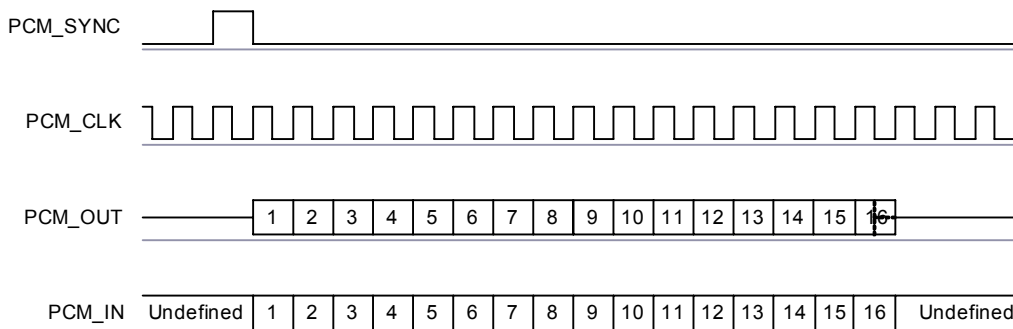 PCM_SYNC
PCM_CLK
PCM_OUT 1 2 3 4 5 6 7 8 9 10 11 12 13 14 15 16
PCM_IN Undefined 1 2 3 4 5 6 7 8 9 10 11 12 13 14 15 16 Undefined